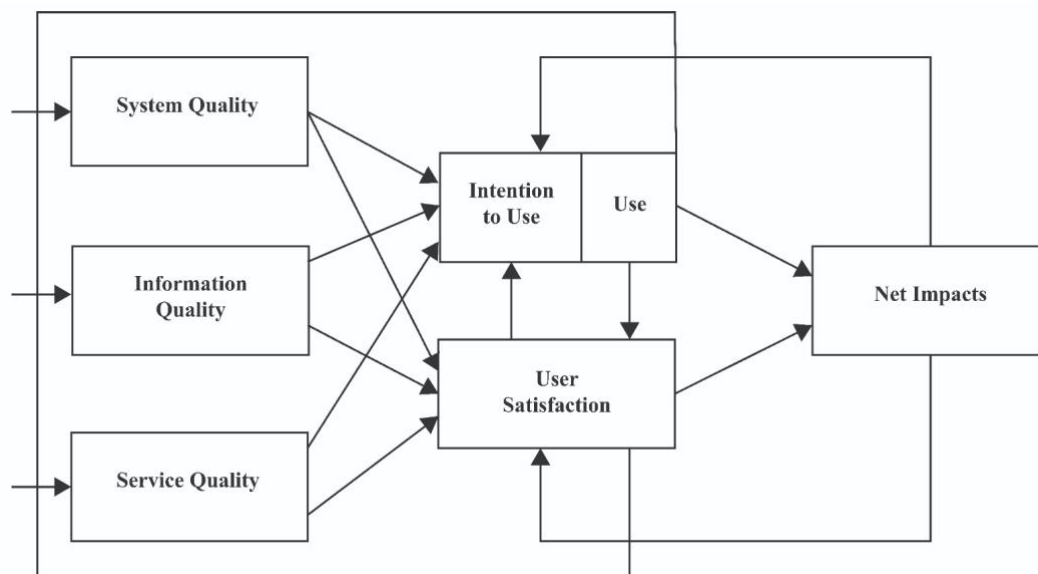 System Quality
Intention
to Use
Use
Information
Quality
Net Impacts
User
Satisfaction
Service Quality